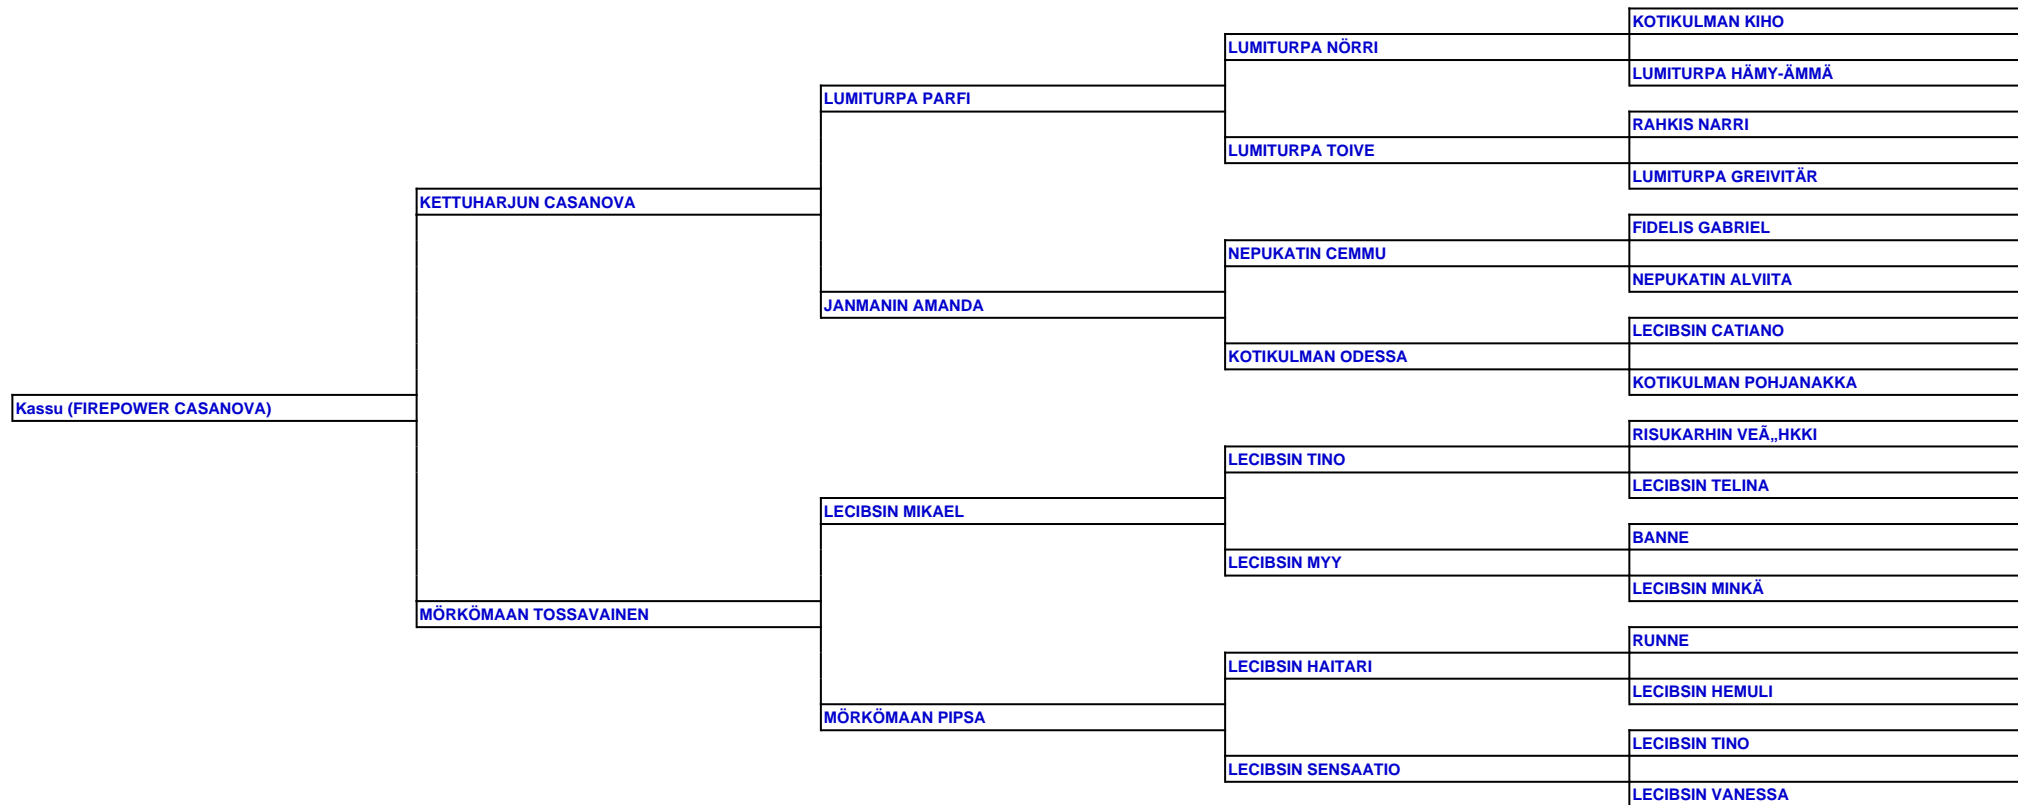 KOTIKULMAN KIHO
LUMITURPA NÖRRI
LUMITURPA HÄMY-ÄMMÄ
LUMITURPA PARFI
RAHKIS NARRI
LUMITURPA TOIVE
LUMITURPA GREIVITÄR
KETTUHARJUN CASANOVA
FIDELIS GABRIEL
NEPUKATIN CEMMU
NEPUKATIN ALVIITA
JANMANIN AMANDA
LECIBSIN CATIANO
KOTIKULMAN ODESSA
KOTIKULMAN POHJANAKKA
Kassu (FIREPOWER CASANOVA)
RISUKARHIN VEÃ„HKKI
LECIBSIN TINO
LECIBSIN TELINA
LECIBSIN MIKAEL
BANNE
LECIBSIN MYY
LECIBSIN MINKÄ
MÖRKÖMAAN TOSSAVAINEN
RUNNE
LECIBSIN HAITARI
LECIBSIN HEMULI
MÖRKÖMAAN PIPSA
LECIBSIN TINO
LECIBSIN SENSAATIO
LECIBSIN VANESSA